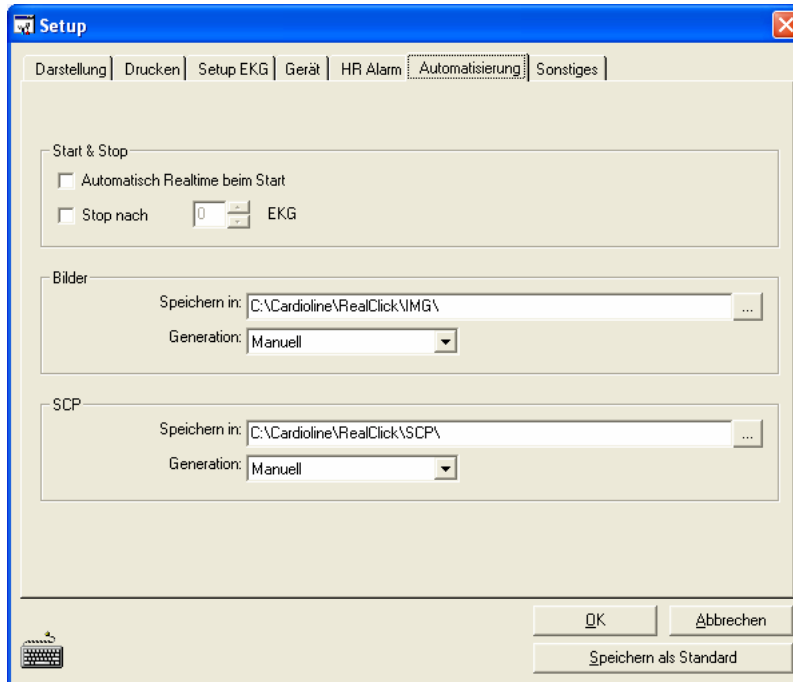 Setup
Darstellung Drucken Setup EKG Gerät HR Alarm Automatisierung Sonstiges
Start & Stop
Automatisch Realtime beim Start
Stop nach 0 EKG
Bilder
Speichern in: C:\Cardioline\RealClick\IMG\ ...
Generation: Manuell
SCP
Speichern in: C:\Cardioline\RealClick\SCP\ ...
Generation: Manuell
OK Abbrechen
Speichern als Standard